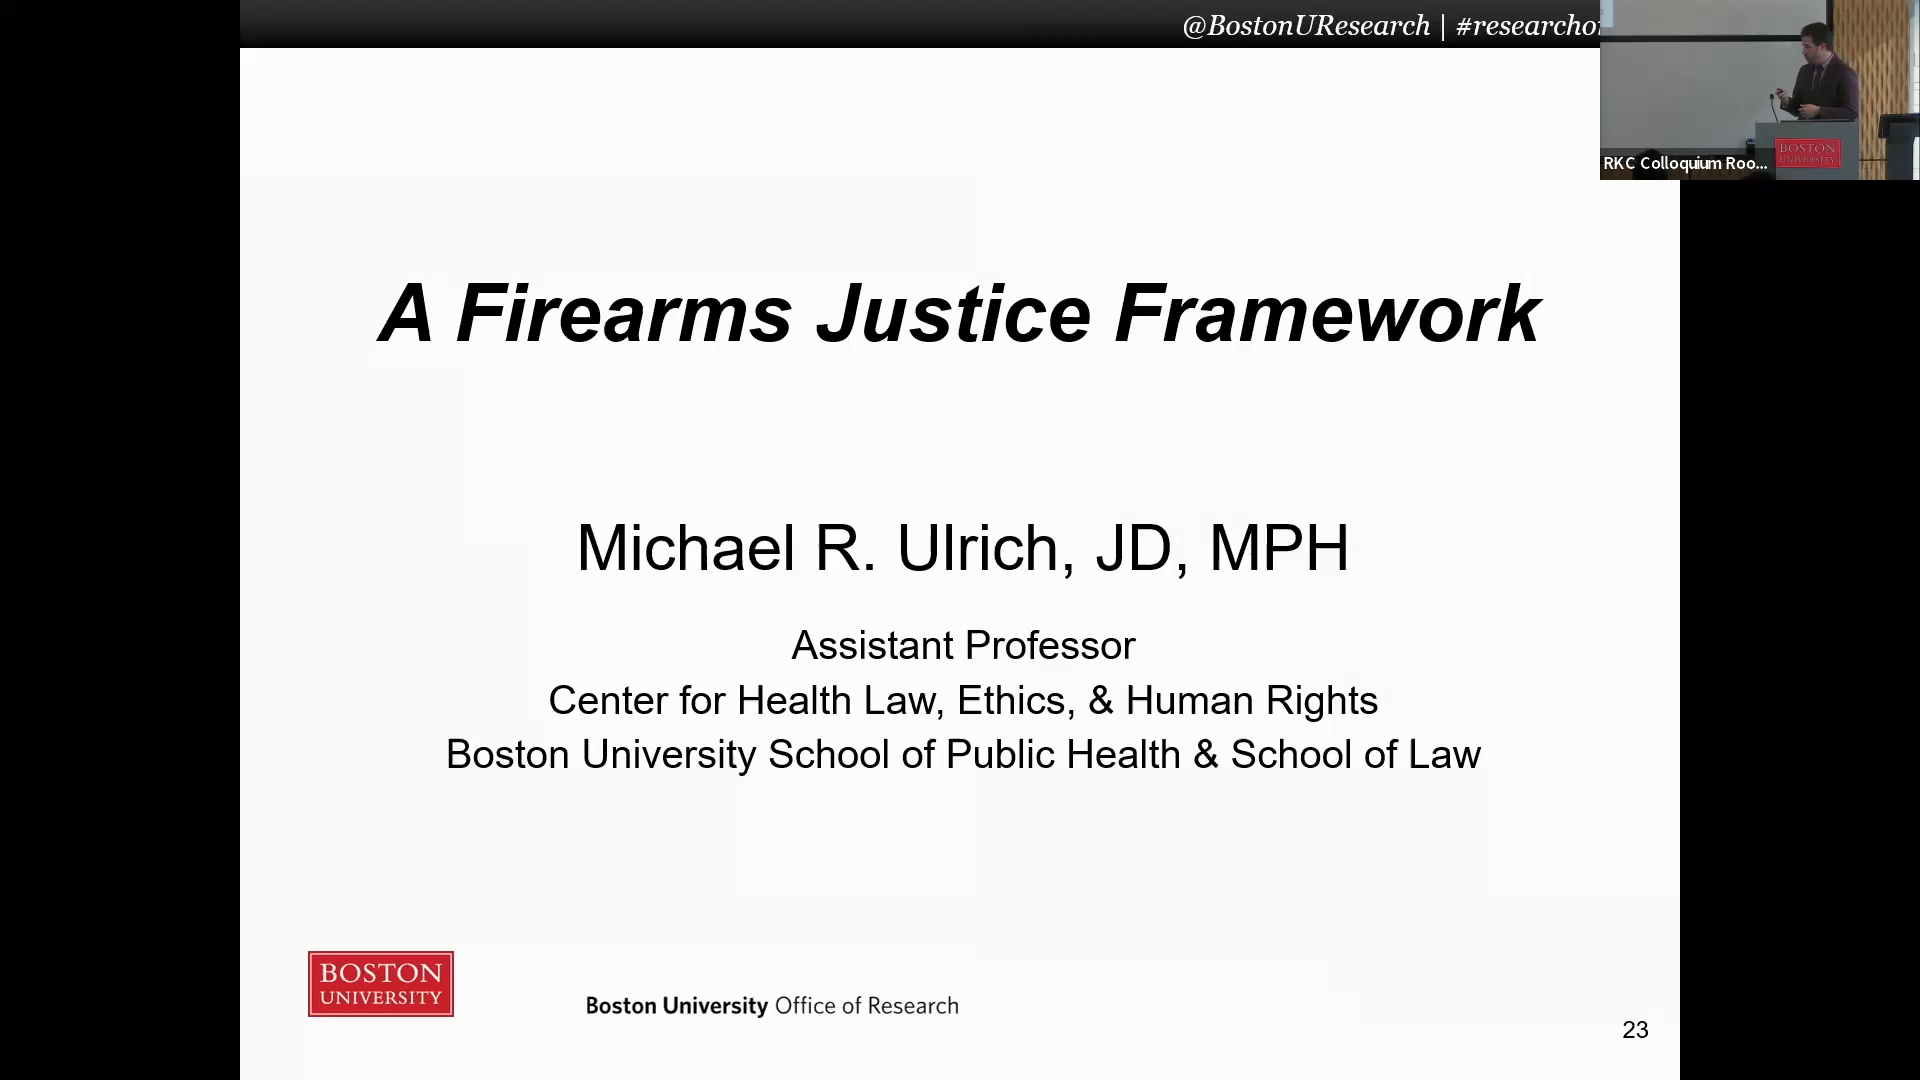 @BostonUResearch | #researcho
RKC Colloquium Roo...
BOSTON
UNIVERSITY
A Firearms Justice Framework
Michael R. Ulrich, JD, MPH
Assistant Professor
Center for Health Law, Ethics, & Human Rights
Boston University School of Public Health & School of Law
BOSTON
UNIVERSITY
Boston University Office of Research
23